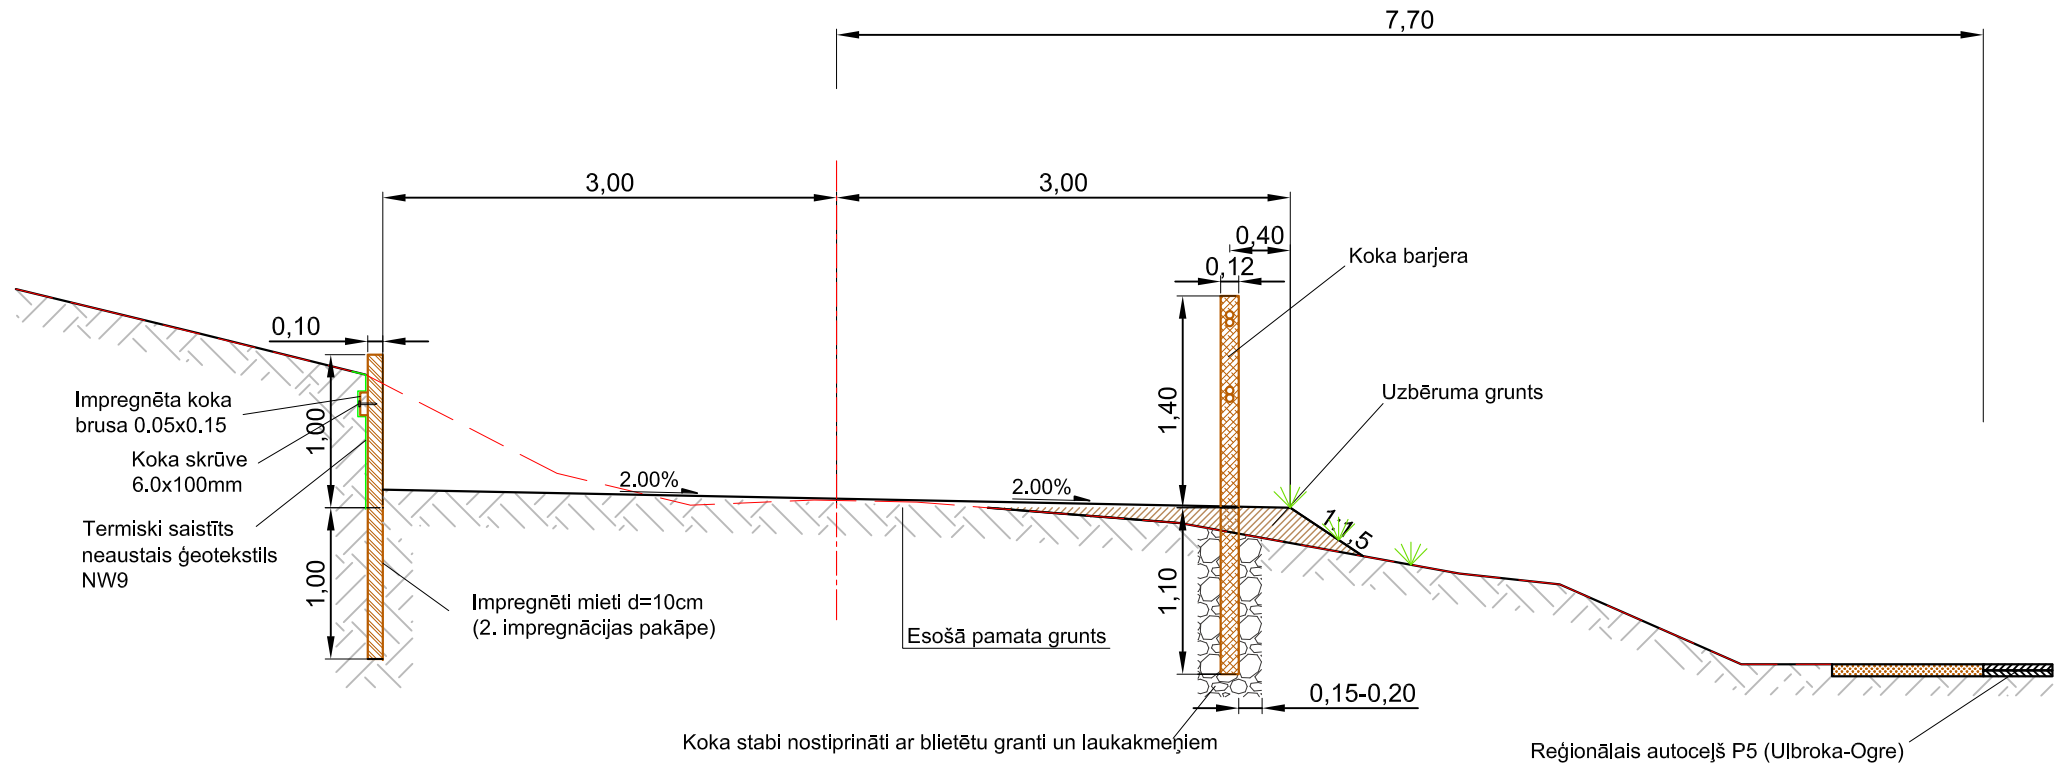 7,70
3,00
3,00
0,40
0,12
Koka barjera
0,10
Impregnēta koka
brusa 0.05x0.15
1,00
1,40
Uzbēruma grunts
Koka skrūve
6.0x100mm
2.00%
2.00%
1:1,5
Termiski saistīts
neaustais ģeotekstils
NW9
1,00
1,10
Impregnēti mieti d=10cm
(2. impregnācijas pakāpe)
Esošā pamata grunts
0,15-0,20
Koka stabi nostiprināti ar blietētu granti un laukakmeņiem
Reģionālais autoceļš P5 (Ulbroka-Ogre)